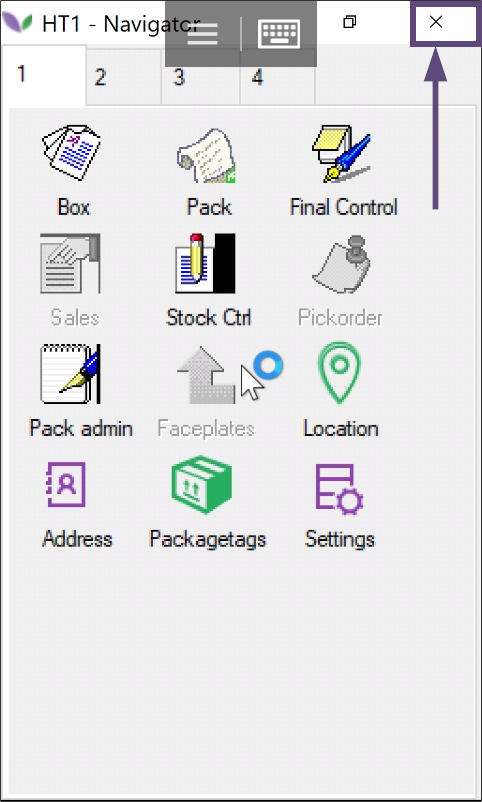 HT1 - Navigator
1 2 3 4
Box Pack Final Control
Sales Stock Ctrl Pickorder
Pack admin Faceplates Location
Address Packagetags Settings